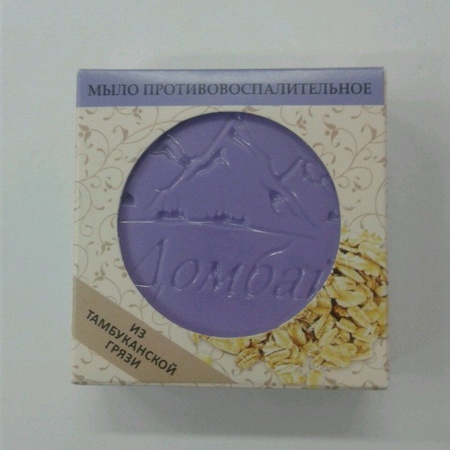 МЫЛО ПРОТИВОВОСПАЛИТЕЛЬНОЕ
Домбай
ИЗ
ТАМБУКАНСКОЙ
ГРЯЗИ